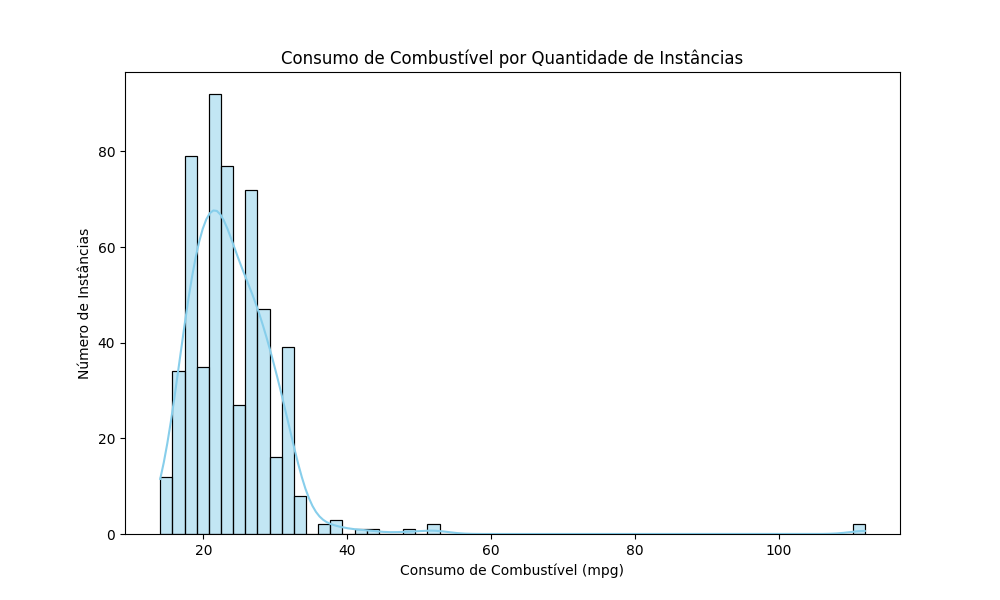 Consumo de Combustível por Quantidade de Instâncias
Número de Instâncias
80
60
40
20
0
20 40 60 80 100
Consumo de Combustível (mpg)